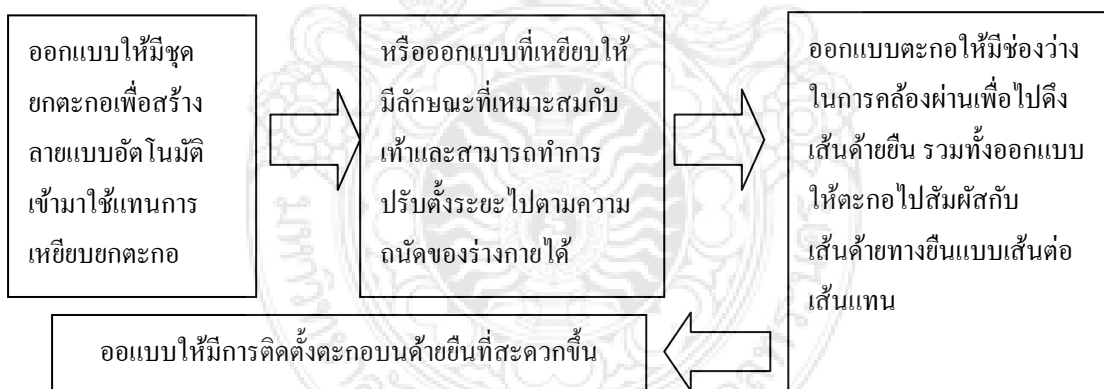 ออกแบบให้มีชุด
ยกตะกอเพื่อสร้าง
ลายแบบอัตโนมัติ
เข้ามาใช้แทนการ
เหยียบยกตะกอ
หรือออกแบบที่เหยียบให้
มีลักษณะที่เหมาะสมกับ
เท้าและสามารถทำการ
ปรับตั้งระยะไปตามความ
ถนัดของร่างกายได้
ออกแบบตะกอให้มีช่องว่าง
ในการคล้องผ่านเพื่อไปดึง
เส้นด้ายยืน รวมทั้งออกแบบ
ให้ตะกอไปสัมผัสกับ
เส้นด้ายทางยืนแบบเส้นต่อ
เส้นแทน
ออแบบให้มีการติดตั้งตะกอบนด้ายยืนที่สะดวกขึ้น